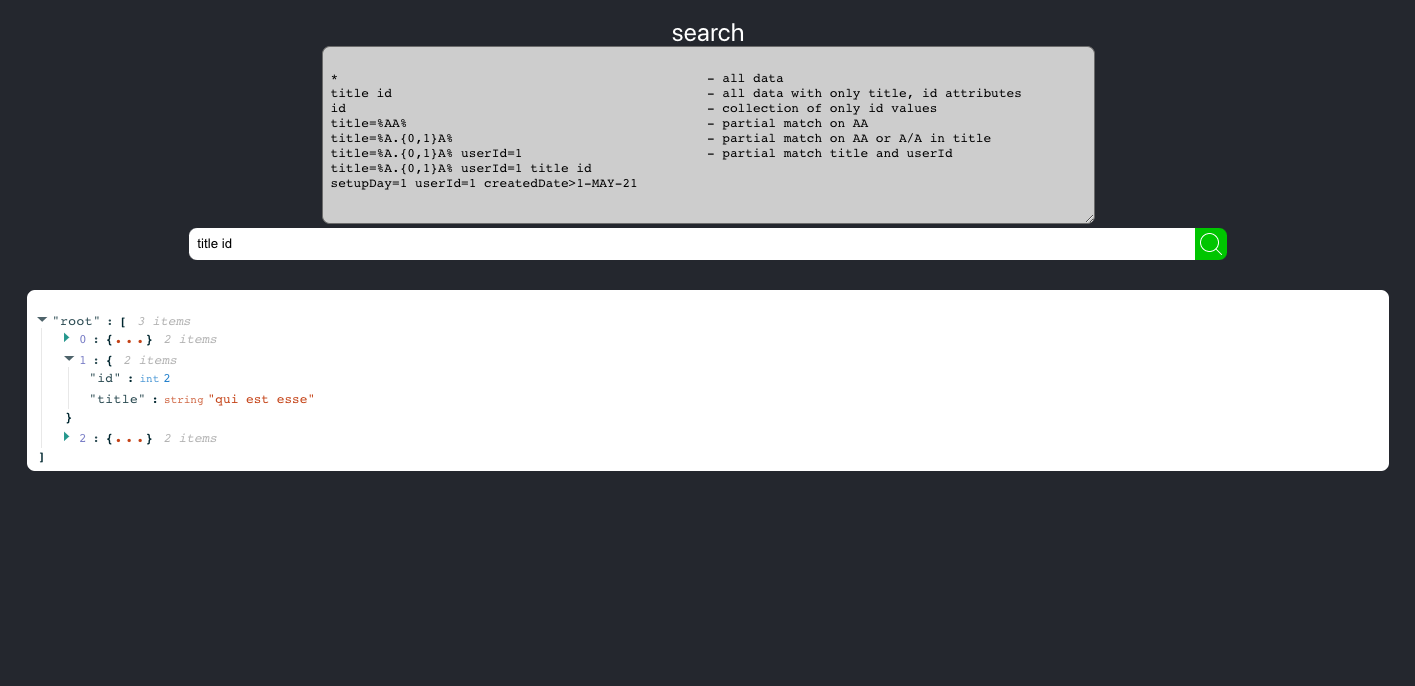 search
* - all data
title id - all data with only title, id attributes
id - collection of only id values
title=%AA% - partial match on AA
title=%A.{0,1}A% - partial match on AA or A/A in title
title=%A.{0,1}A% userId=1 - partial match title and userId
title=%A.{0,1}A% userId=1 title id
setupDay=1 userId=1 createdDate>1-MAY-21
title id
"root" : [ 3 items
0 : {...} 2 items
1 : { 2 items
"id" : int 2
"title" : string "qui est esse"
}
2 : {...} 2 items
]